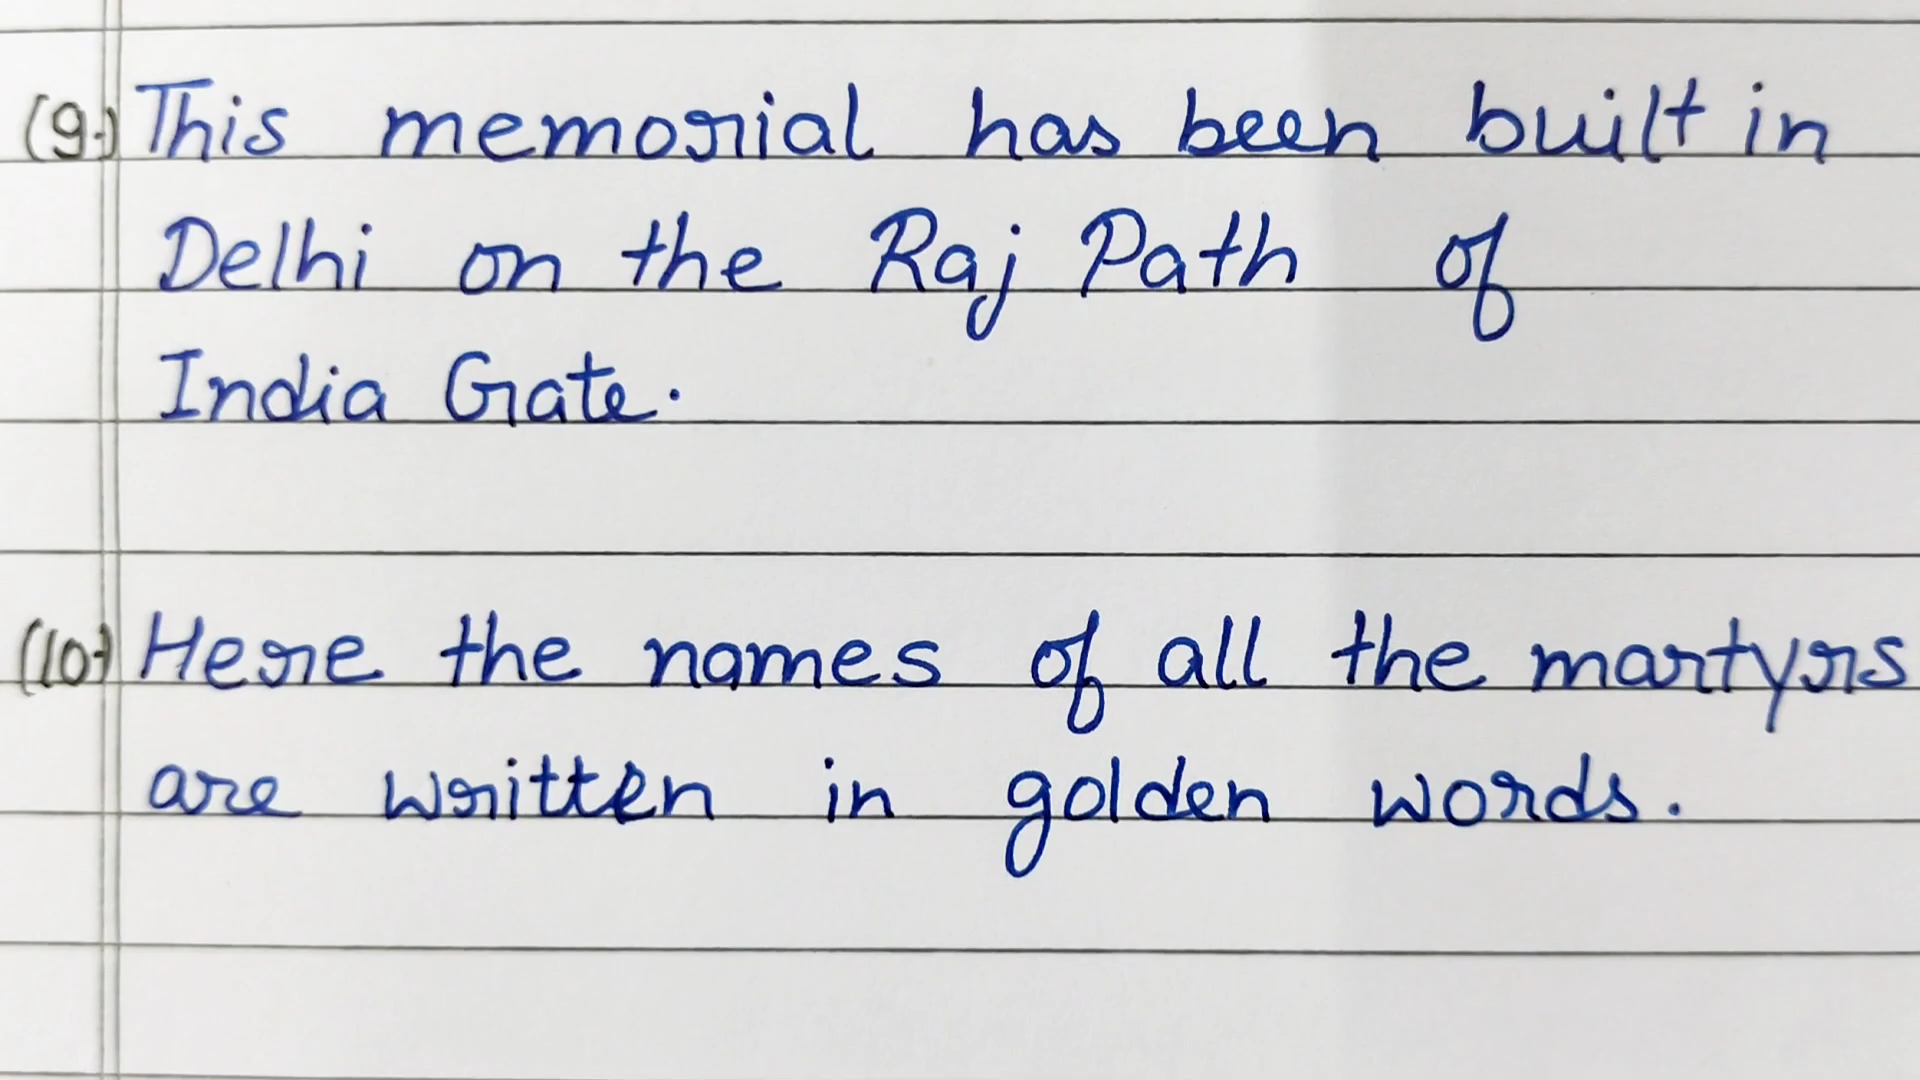 (9.) This memorial has been built in
Delhi on the Raj Path of
India Gate.
(10.) Here the names of all the martyrs
are written in golden words.